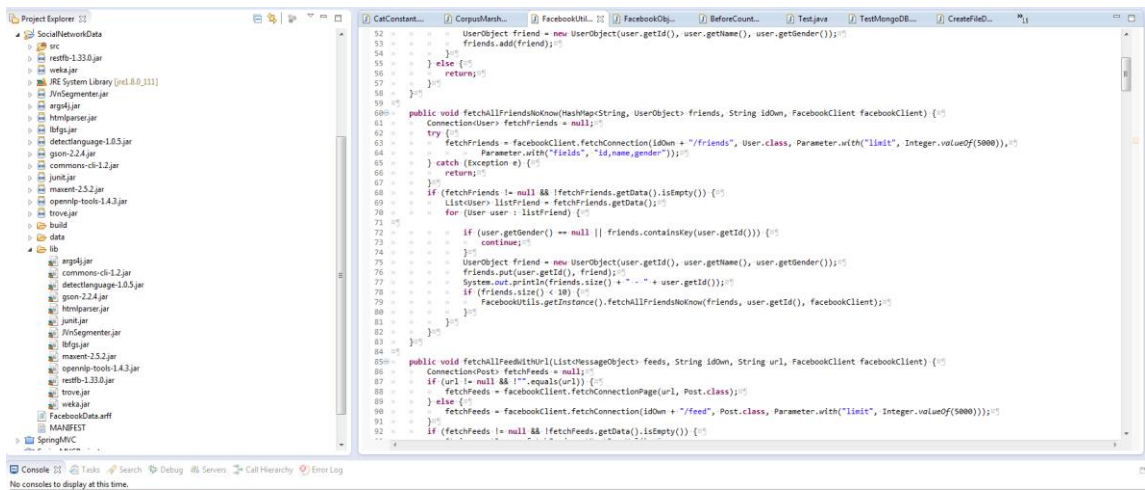 Project Explorer
SocialNetworkData
src
restfb-1.33.0.jar
weka.jar
JRE System Library [jre1.8.0_111]
JVnSegmenter.jar
args4j.jar
htmlparser.jar
lbfgs.jar
detectlanguage-1.0.5.jar
gson-2.2.4.jar
commons-cli-1.2.jar
junit.jar
maxent-2.5.2.jar
opennlp-tools-1.4.3.jar
trove.jar
build
data
lib
args4j.jar
commons-cli-1.2.jar
detectlanguage-1.0.5.jar
gson-2.2.4.jar
htmlparser.jar
junit.jar
JVnSegmenter.jar
lbfgs.jar
maxent-2.5.2.jar
opennlp-tools-1.4.3.jar
restfb-1.33.0.jar
trove.jar
weka.jar
FacebookData.arff
MANIFEST
SpringMVC
CatConstant.... CorpusMarsh... FacebookUtil... FacebookObj... BeforeCount... Test.java TestMongoDB.... CreateFileD... »11
52 UserObject friend = new UserObject(user.getId(), user.getName(), user.getGender());
53 friends.add(friend);
54 }
55 } else {
56 return;
57 }
58 }
59
60 public void fetchAllFriendsNoKnow(HashMap<String, UserObject> friends, String idOwn, FacebookClient facebookClient) {
61 Connection<User> fetchFriends = null;
62 try {
63 fetchFriends = facebookClient.fetchConnection(idOwn + "/friends", User.class, Parameter.with("limit", Integer.valueOf(5000)),
64 Parameter.with("fields", "id,name,gender"));
65 } catch (Exception e) {
66 return;
67 }
68 if (fetchFriends != null && !fetchFriends.getData().isEmpty()) {
69 List<User> listFriend = fetchFriends.getData();
70 for (User user : listFriend) {
71
72 if (user.getGender() == null || friends.containsKey(user.getId())) {
73 continue;
74 }
75 UserObject friend = new UserObject(user.getId(), user.getName(), user.getGender());
76 friends.put(user.getId(), friend);
77 System.out.println(friends.size() + " - " + user.getId());
78 if (friends.size() < 10) {
79 FacebookUtils.getInstance().fetchAllFriendsNoKnow(friends, user.getId(), facebookClient);
80 }
81 }
82 }
83 }
84
85 public void fetchAllFeedWithUrl(List<MessageObject> feeds, String idOwn, String url, FacebookClient facebookClient) {
86 Connection<Post> fetchFeeds = null;
87 if (url != null && !"".equals(url)) {
88 fetchFeeds = facebookClient.fetchConnectionPage(url, Post.class);
89 } else {
90 fetchFeeds = facebookClient.fetchConnection(idOwn + "/feed", Post.class, Parameter.with("limit", Integer.valueOf(5000)));
91 }
92 if (fetchFeeds != null && !fetchFeeds.getData().isEmpty()) {
Console Tasks Search Debug Servers Call Hierarchy Error Log
No consoles to display at this time.